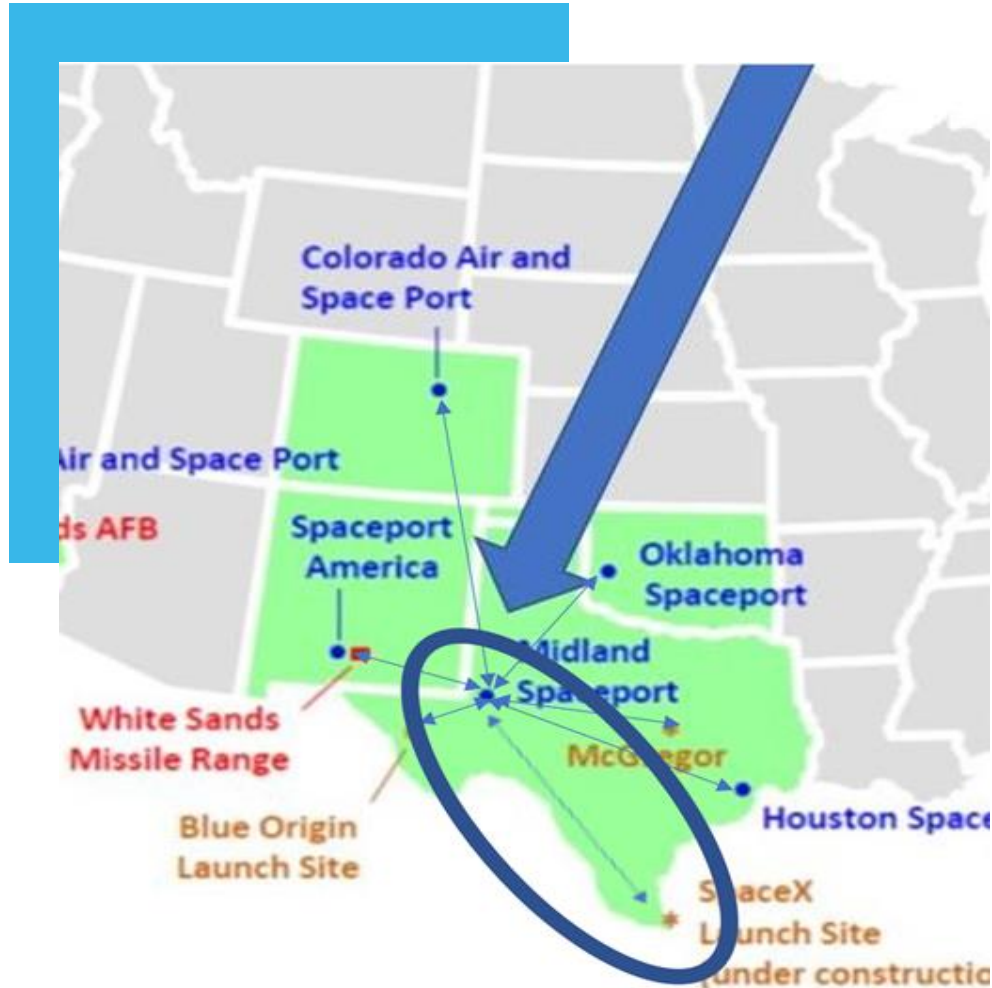 Colorado Air and
Space Port
Air and Space Port
ds AFB
Spaceport
America
Oklahoma
Spaceport
Midland
Spaceport
White Sands
Missile Range
McGregor
Blue Origin
Launch Site
Houston Space
SpaceX
Launch Site
(under constructio